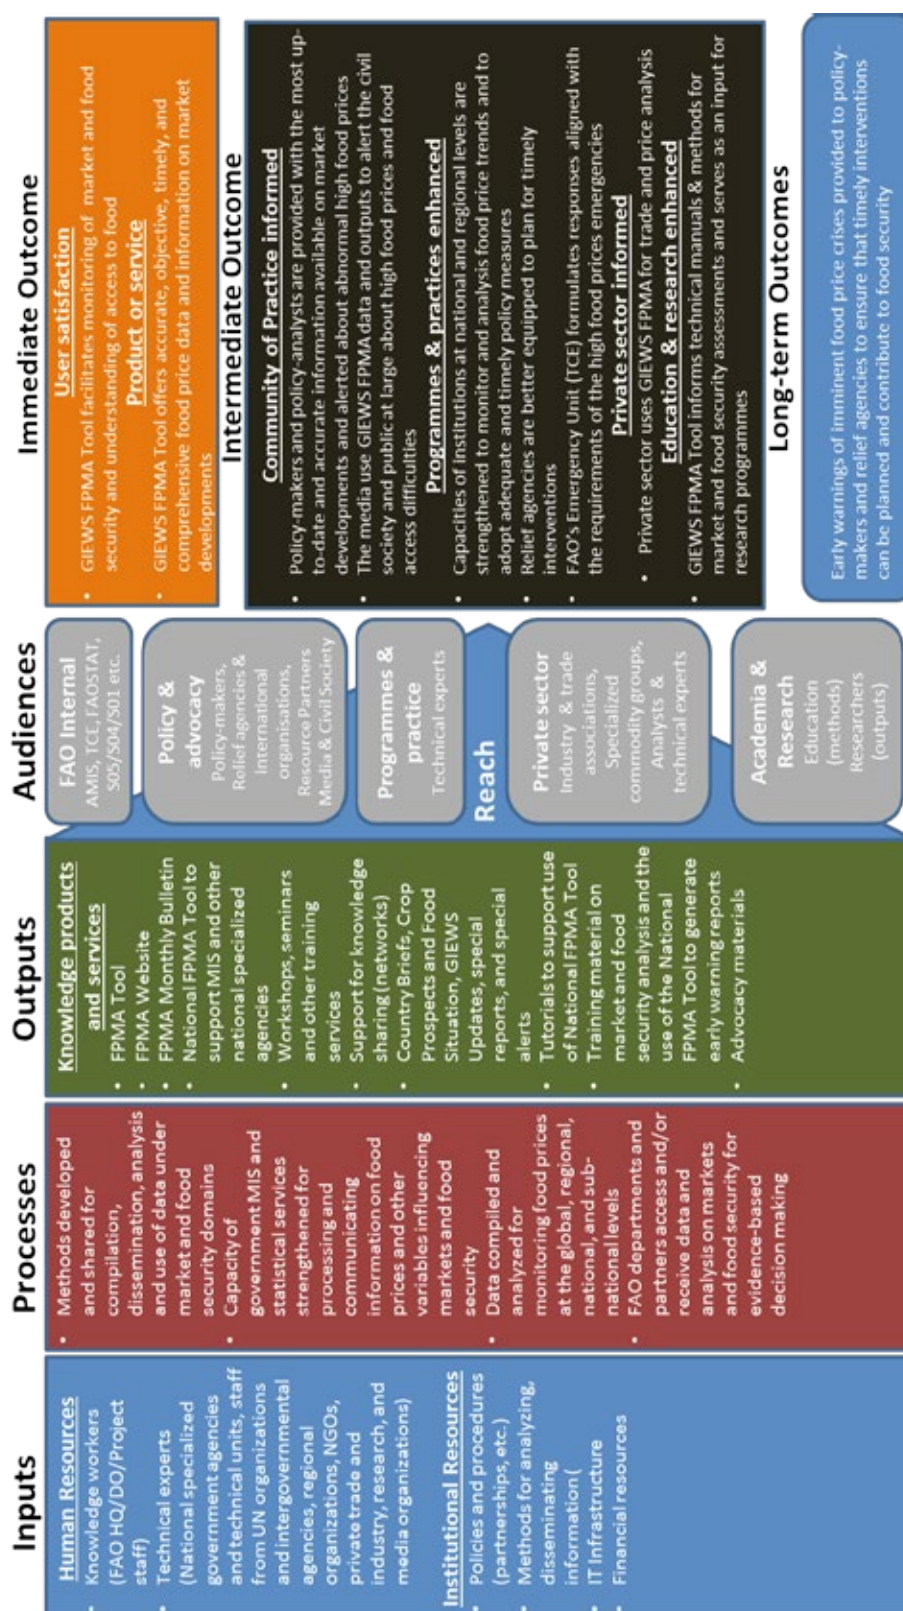 Inputs
Human Resources
• Knowledge workers
(FAO HQ/DO/Project
staff)
• Technical experts
(National specialized
government agencies
and technical units, staff
from UN organizations
and intergovernmental
agencies, regional
organizations, NGOs,
private trade and
industry, research, and
media organizations)
Institutional Resources
• Policies and procedures
(partnerships, etc.)
• Methods for analyzing,
disseminating
information (
• IT Infrastructure
• Financial resources
Processes
• Methods developed
and shared for
compilation,
dissemination, analysis
and use of data under
market and food
security domains
• Capacity of
government MIS and
statistical services
strengthened for
processing and
communicating
information on food
prices and other
variables influencing
markets and food
security
• Data compiled and
analyzed for
monitoring food prices
at the global, regional,
national, and sub-
national levels
• FAO departments and
partners access and/or
receive data and
analysis on markets
and food security for
evidence-based
decision making
Outputs
Knowledge products
and services
• FPMA Tool
• FPMA Website
• FPMA Monthly Bulletin
• National FPMA Tool to
support MIS and other
national specialized
agencies
• Workshops, seminars
and other training
services
• Support for knowledge
sharing (networks)
• Country Briefs, Crop
Prospects and Food
Situation, GIEWS
Updates, special
reports, and special
alerts
• Tutorials to support use
of National FPMA Tool
• Training material on
market and food
security analysis and the
use of the National
FPMA Tool to generate
early warning reports
• Advocacy materials
Reach
Audiences
FAO Internal
AMIS, TCE, FAOSTAT,
S05/S04/S01 etc.
Policy &
advocacy
Policy-makers,
Relief agencies &
International
organisations,
Resource Partners
Media & Civil Society
Programmes &
practice
Technical experts
Private sector
Industry & trade
associations,
Specialized
commodity groups,
Analysts &
technical experts
Academia &
Research
Education
(methods)
Researchers
(outputs)
Immediate Outcome
User satisfaction
• GIEWS FPMA Tool facilitates monitoring of market and food
security and understanding of access to food
Product or service
• GIEWS FPMA Tool offers accurate, objective, timely, and
comprehensive food price data and information on market
developments
Intermediate Outcome
Community of Practice informed
• Policy-makers and policy-analysts are provided with the most up-
to-date and accurate information available on market
developments and alerted about abnormal high food prices
• The media use GIEWS FPMA data and outputs to alert the civil
society and public at large about high food prices and food
access difficulties
Programmes & practices enhanced
• Capacities of institutions at national and regional levels are
strengthened to monitor and analysis food price trends and to
adopt adequate and timely policy measures
• Relief agencies are better equipped to plan for timely
interventions
• FAO's Emergency Unit (TCE) formulates responses aligned with
the requirements of the high food prices emergencies
Private sector informed
• Private sector uses GIEWS FPMA for trade and price analysis
Education & research enhanced
• GIEWS FPMA Tool informs technical manuals & methods for
market and food security assessments and serves as an input for
research programmes
Long-term Outcomes
Early warnings of imminent food price crises provided to policy-
makers and relief agencies to ensure that timely interventions
can be planned and contribute to food security